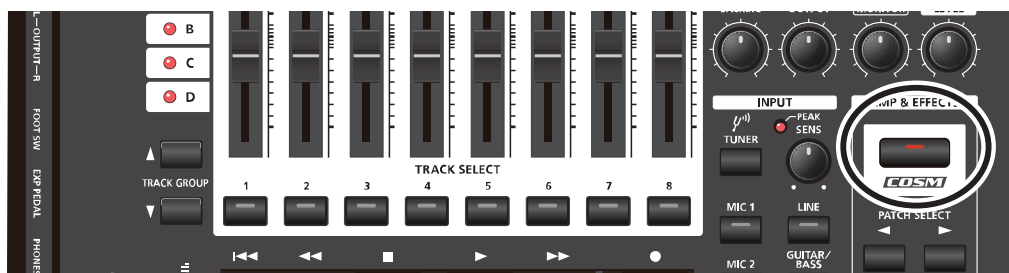 L—OUTPUT—R
FOOT SW
EXP PEDAL
PHONES
B
C
D
TRACK GROUP
TRACK SELECT
1 2 3 4 5 6 7 8
OUTPUT
INPUT
TUNER
PEAK
SENS
MIC 1
LINE
MIC 2
GUITAR/
BASS
AMP & EFFECTS
COSM
PATCH SELECT